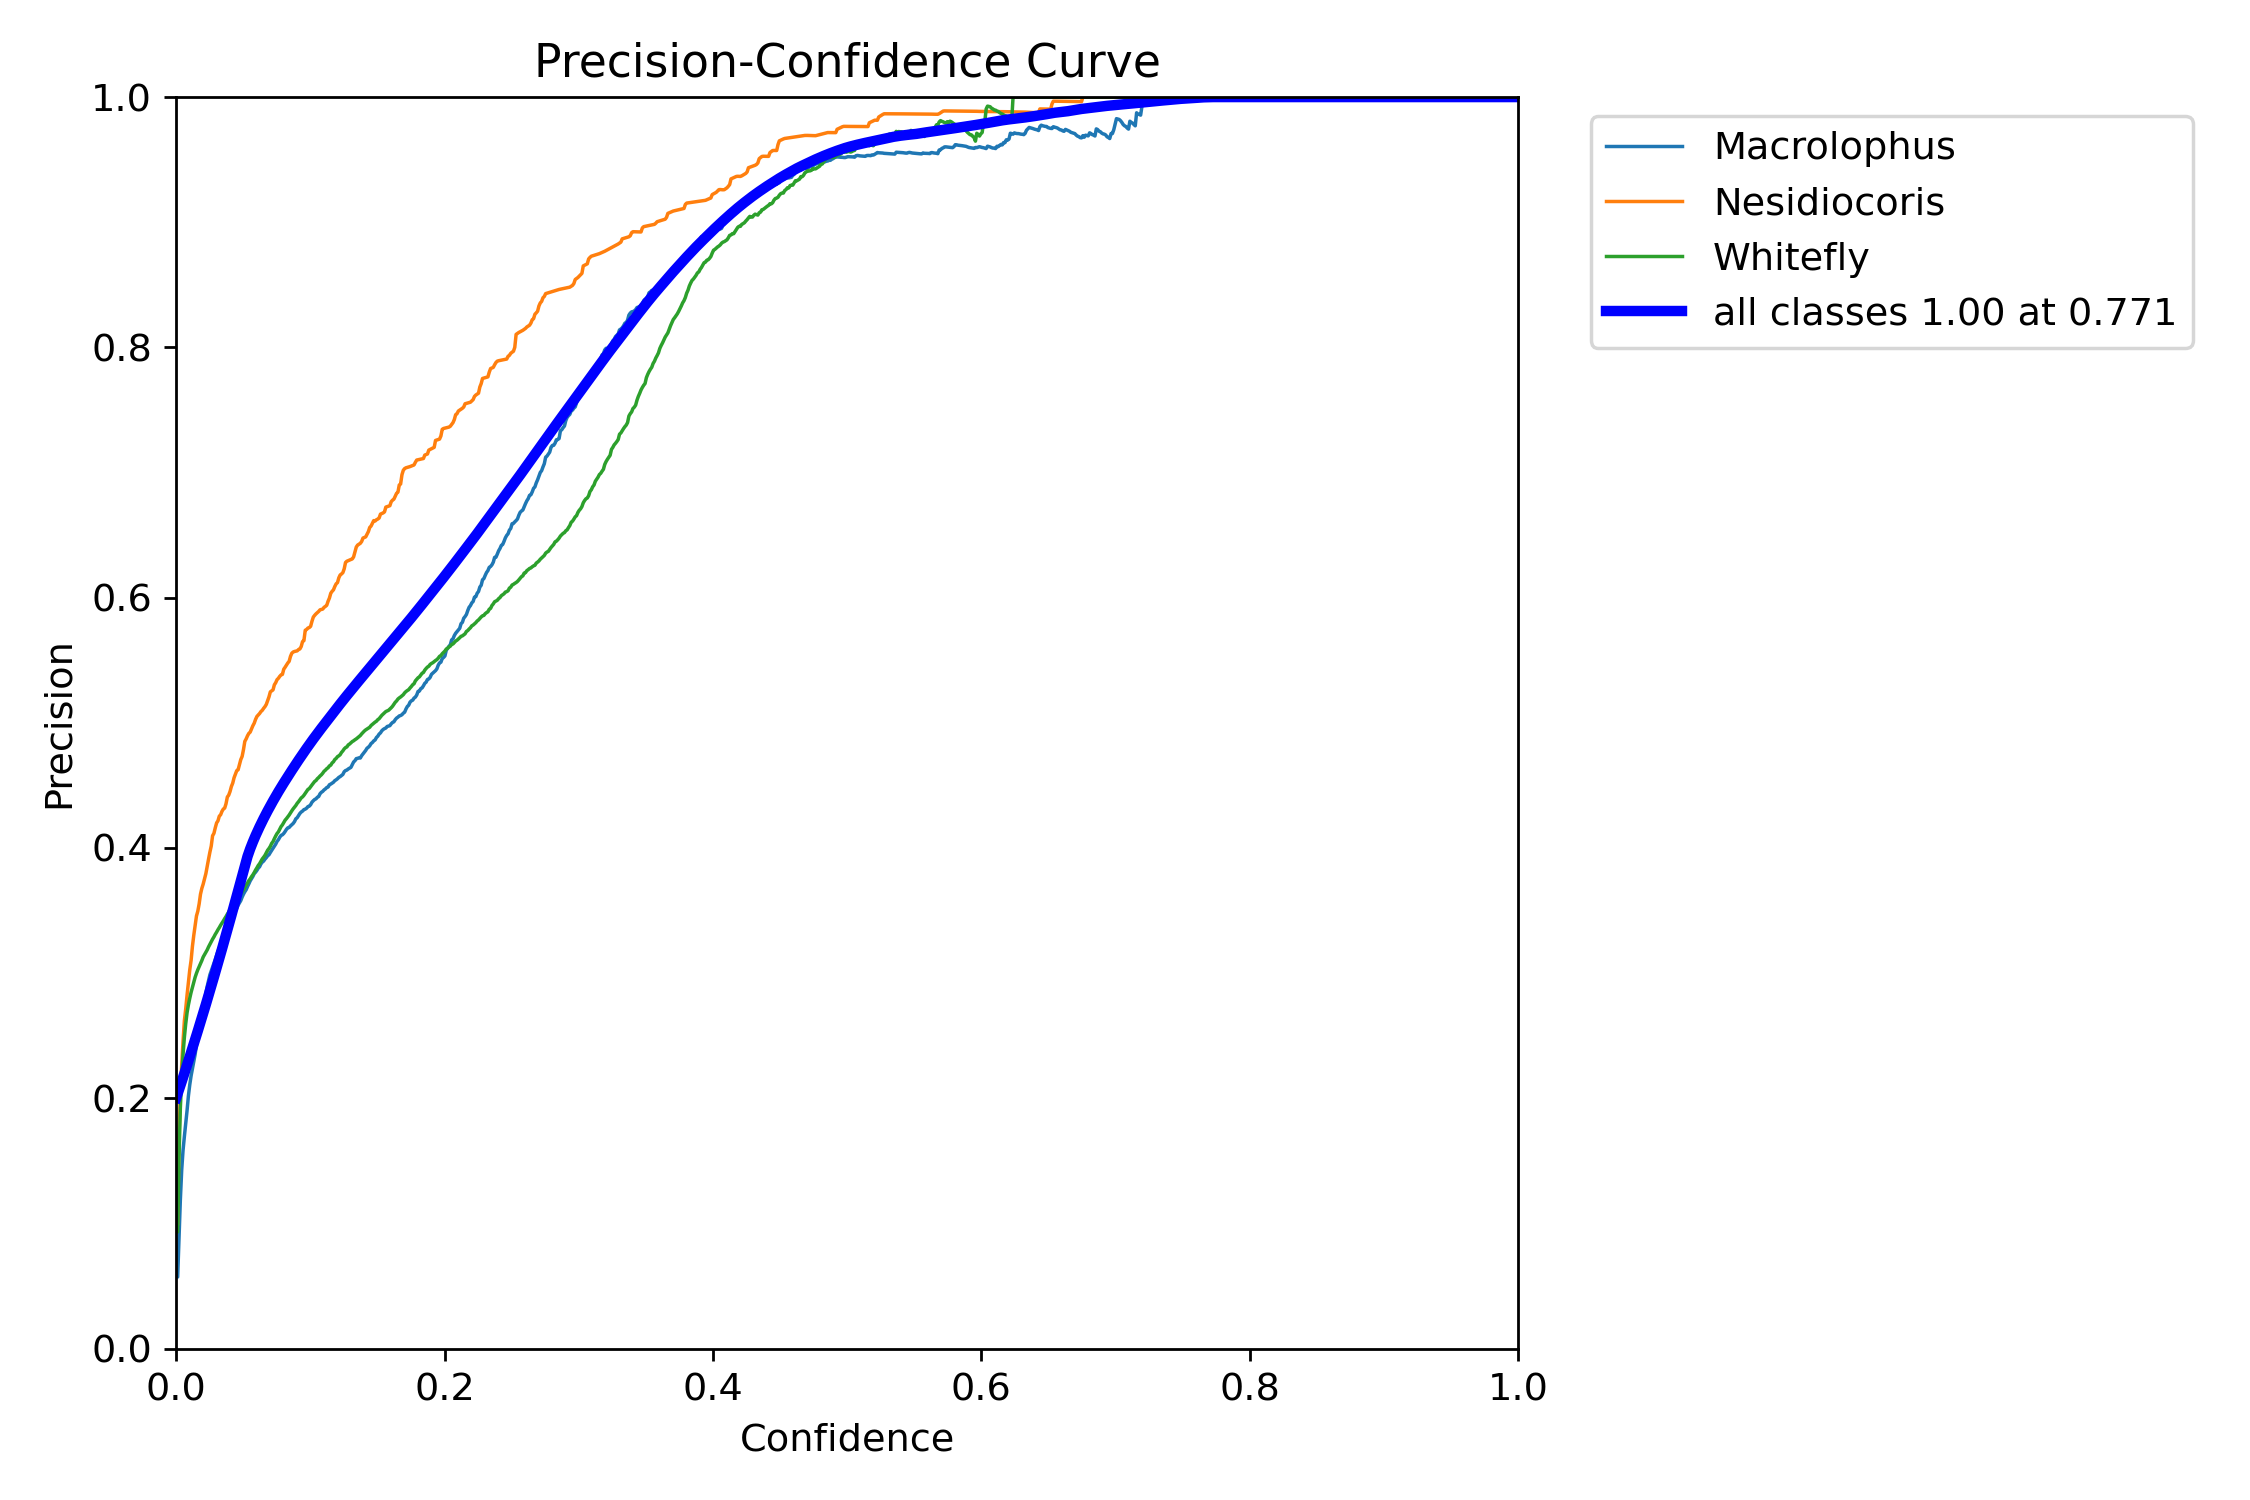 Precision-Confidence Curve
1.0
0.8
0.6
0.4
0.2
0.0
Precision
0.0 0.2 0.4 0.6 0.8 1.0
Confidence
Macrolophus
Nesidiocoris
Whitefly
all classes 1.00 at 0.771